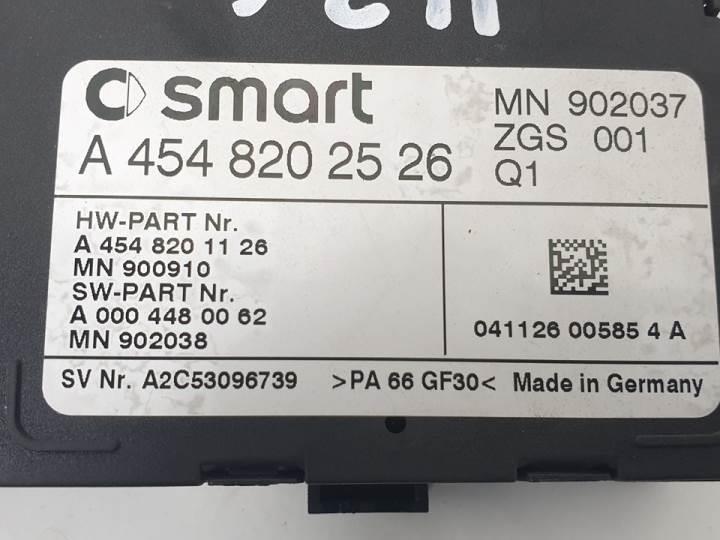 smart
A 454 820 25 26
MN 902037
ZGS 001
Q1
HW-PART Nr.
A 454 820 11 26
MN 900910
SW-PART Nr.
A 000 448 00 62
MN 902038
041126 00585 4 A
SV Nr. A2C53096739 >PA 66 GF30< Made in Germany